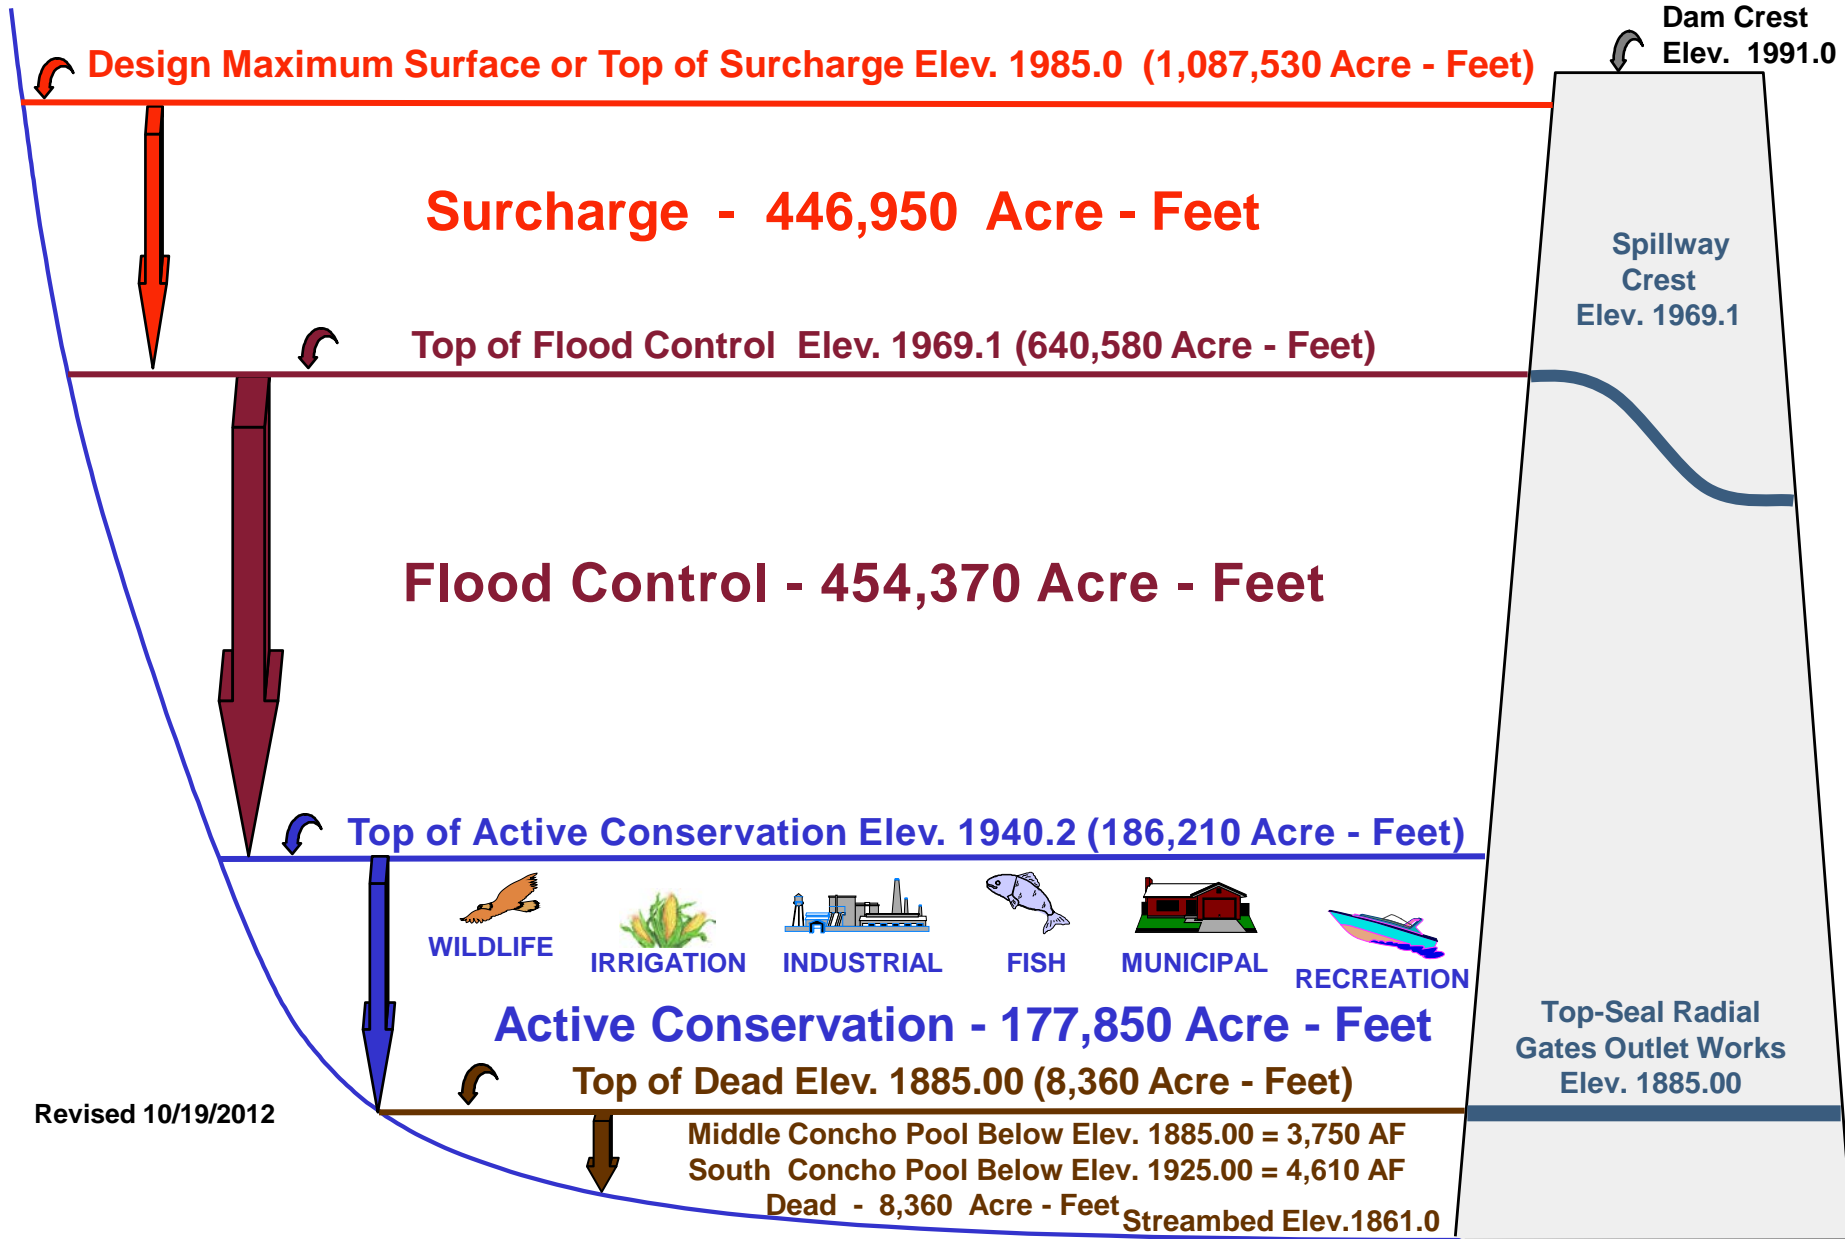 Dam Crest
Elev. 1991.0
Design Maximum Surface or Top of Surcharge Elev. 1985.0 (1,087,530 Acre - Feet)
Surcharge - 446,950 Acre - Feet
Spillway
Crest
Elev. 1969.1
Top of Flood Control Elev. 1969.1 (640,580 Acre - Feet)
Flood Control - 454,370 Acre - Feet
Top of Active Conservation Elev. 1940.2 (186,210 Acre - Feet)
WILDLIFE
IRRIGATION
INDUSTRIAL
FISH
MUNICIPAL
RECREATION
Active Conservation - 177,850 Acre - Feet
Top-Seal Radial
Gates Outlet Works
Elev. 1885.00
Top of Dead Elev. 1885.00 (8,360 Acre - Feet)
Revised 10/19/2012
Middle Concho Pool Below Elev. 1885.00 = 3,750 AF
South Concho Pool Below Elev. 1925.00 = 4,610 AF
Dead - 8,360 Acre - Feet
Streambed Elev.1861.0